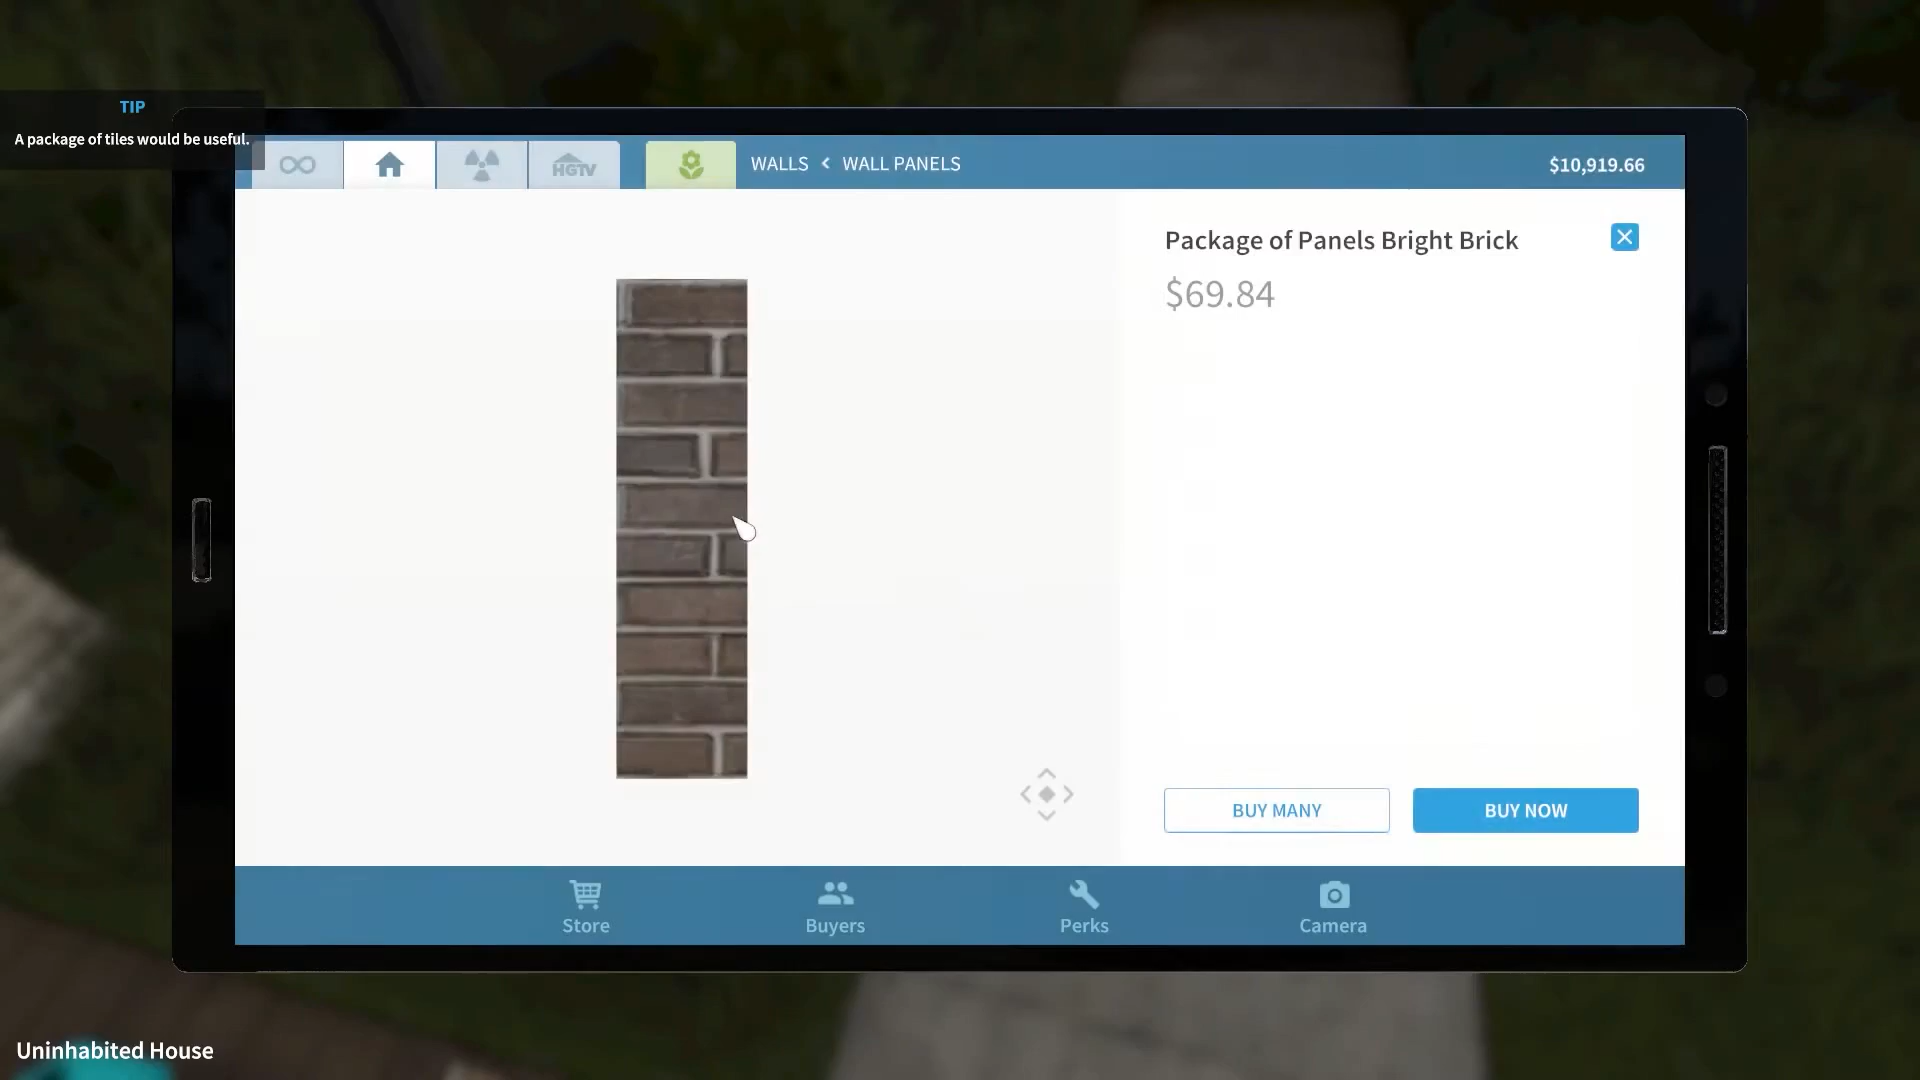 TIP
A package of tiles would be useful.
HGTV
WALLS < WALL PANELS
$10,919.66
Package of Panels Bright Brick
$69.84
BUY MANY
BUY NOW
Store
Buyers
Perks
Camera
Uninhabited House